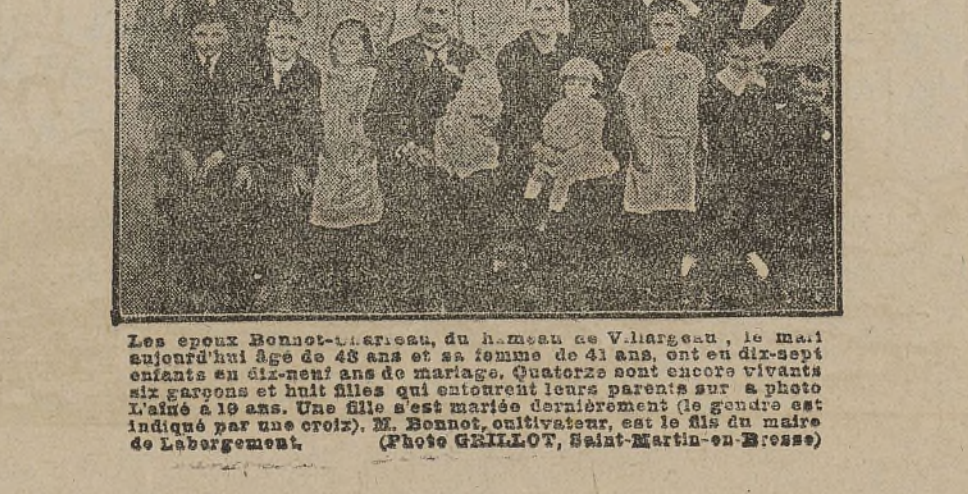 Les epoux Bonnot-Charreau, du hameau de Villargeau , le mari
aujourd'hui âgé de 48 ans et sa femme de 41 ans, ont eu dix-sept
enfants en dix-neuf ans de mariage. Quatorze sont encore vivants
six garçons et huit filles qui entourent leurs parents sur a photo
L'aîné a 19 ans. Une fille s'est mariée dernièrement (le gendre est
indiqué par une croix). M. Bonnot, cultivateur, est le fils du maire
de Labergement. (Photo GRILLOT, Saint-Martin-en-Bresse)